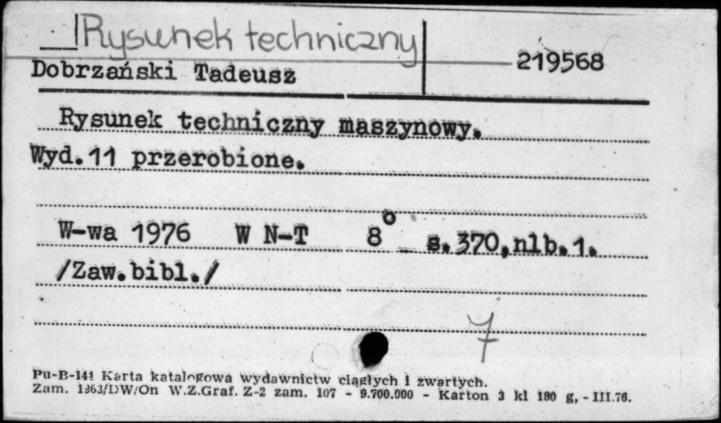 Rysunek techniczny
219568
Dobrzański Tadeusz
Rysunek techniczny maszynowy.
Wyd.11 przerobione.
W-wa 1976 W N-T 8° s.370,nlb.1.
/Zaw.bibl./
7
Pu-B-141 Karta katalogowa wydawnictw ciągłych i zwartych.
Zam. 1363/DW/On W.Z.Graf. Z-2 zam. 107 - 9.700.000 - Karton 3 kl 180 g, - III.76.